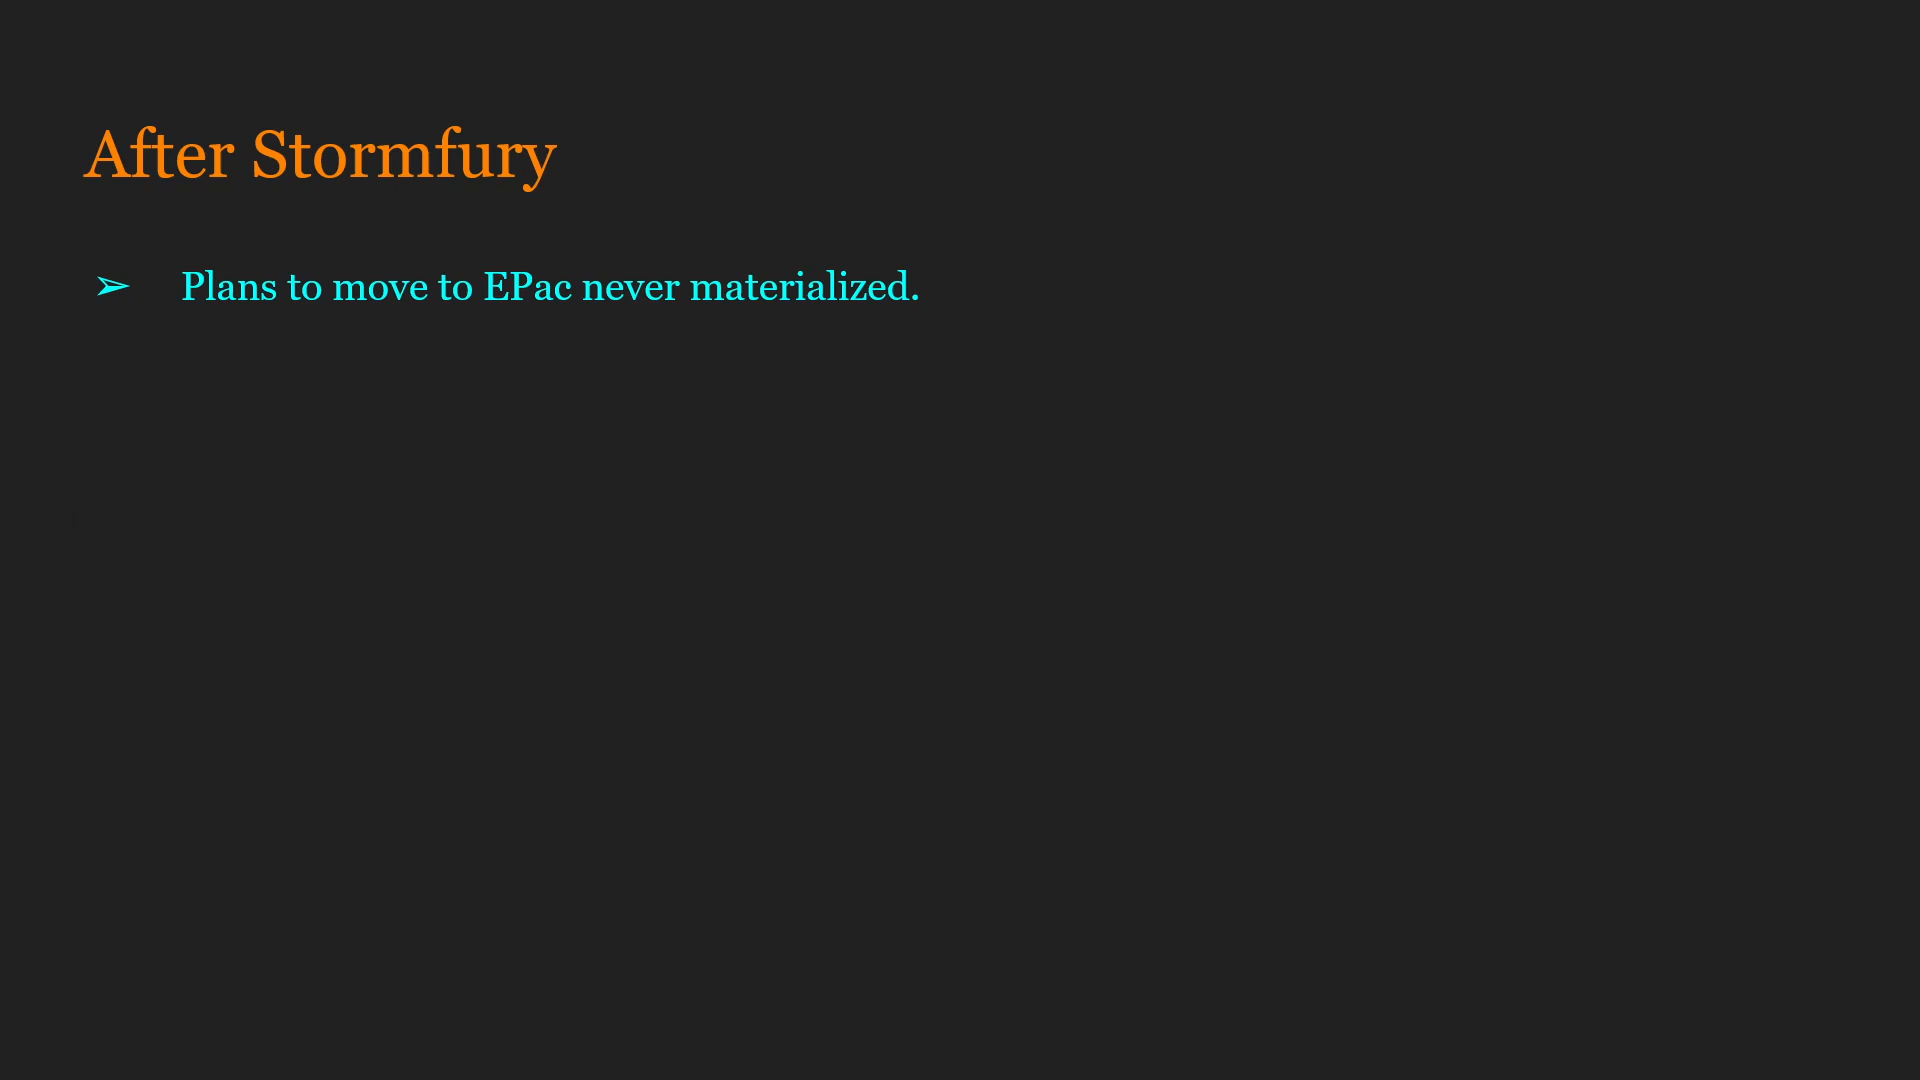 After Stormfury
➢ Plans to move to EPac never materialized.